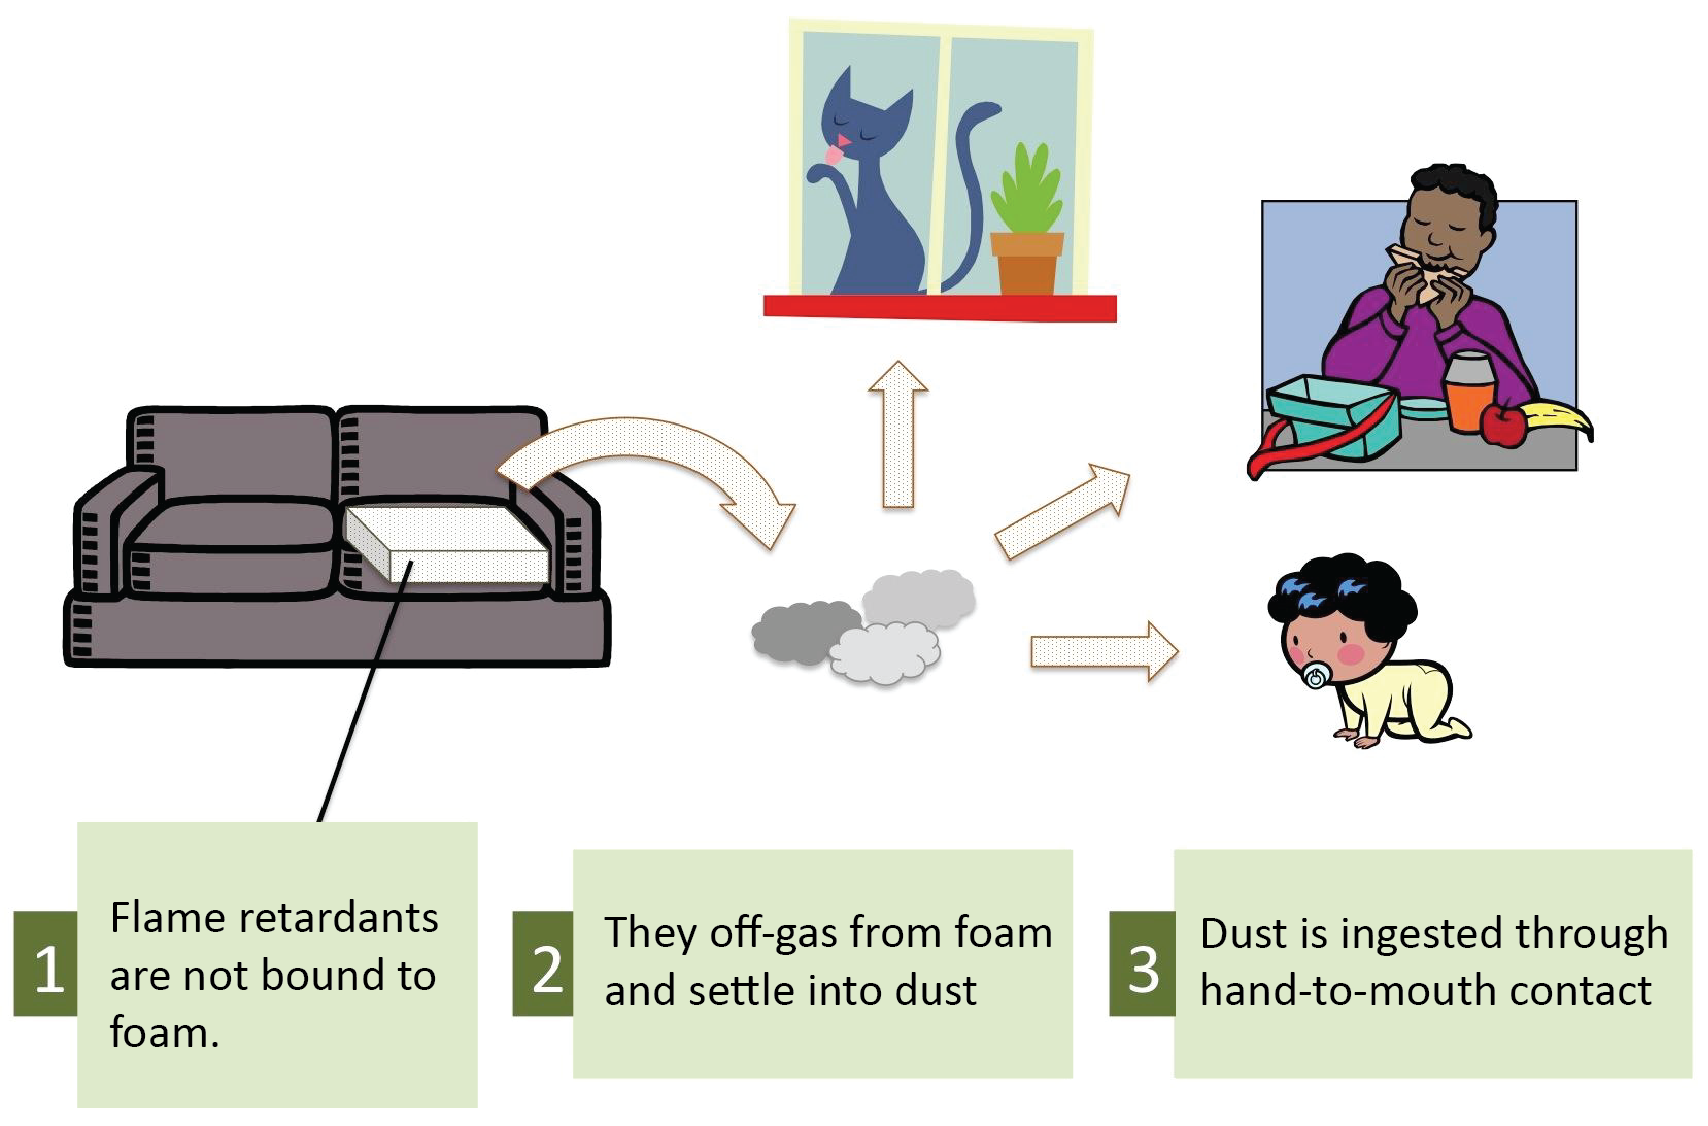 1
Flame retardants
are not bound to
foam.
2
They off-gas from foam
and settle into dust
3
Dust is ingested through
hand-to-mouth contact